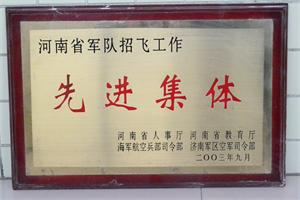 河南省军队招飞工作
先进集体
河南省人事厅 河南省教育厅
海军航空兵部司令部 济南军区空军司令部
二〇〇三年九月